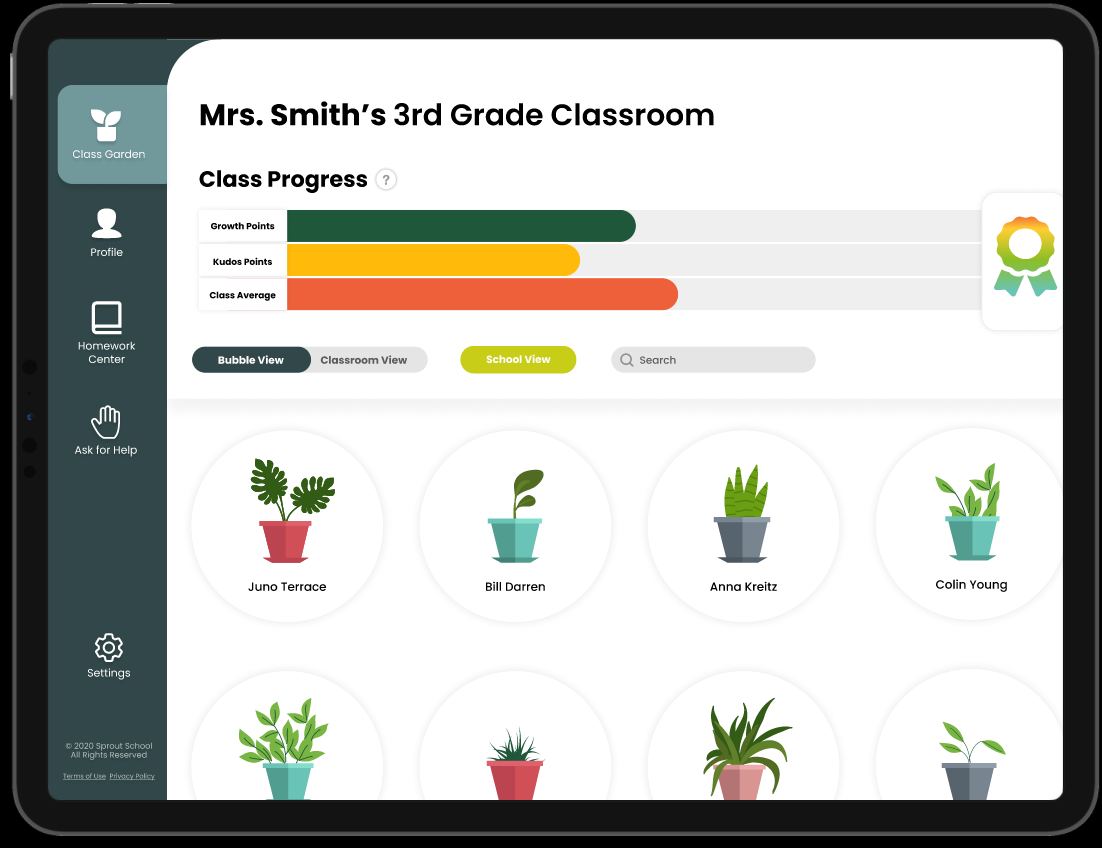 Class Garden
Profile
Homework
Center
Ask for Help
Settings
© 2020 Sprout School
All Rights Reserved
Terms of Use Privacy Policy
Mrs. Smith’s 3rd Grade Classroom
Class Progress ?
Growth Points
Kudos Points
Class Average
Bubble View Classroom View School View Search
Juno Terrace Bill Darren Anna Kreitz Colin Young